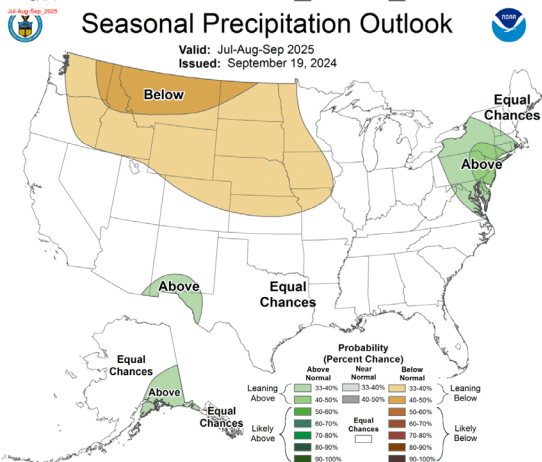 Jul-Aug-Sep_2025
Seasonal Precipitation Outlook
NOAA
Valid: Jul-Aug-Sep 2025
Issued: September 19, 2024
Below
Equal
Chances
Above
Above
Equal
Chances
Equal
Chances
Above
Equal
Chances
Probability
(Percent Chance)
Above
Normal
Near
Normal
Below
Normal
Leaning
Above
33-40%
40-50%
33-40%
40-50%
33-40%
40-50%
Leaning
Below
Likely
Above
50-60%
60-70%
70-80%
80-90%
90-100%
Equal
Chances
50-60%
60-70%
70-80%
80-90%
90-100%
Likely
Below